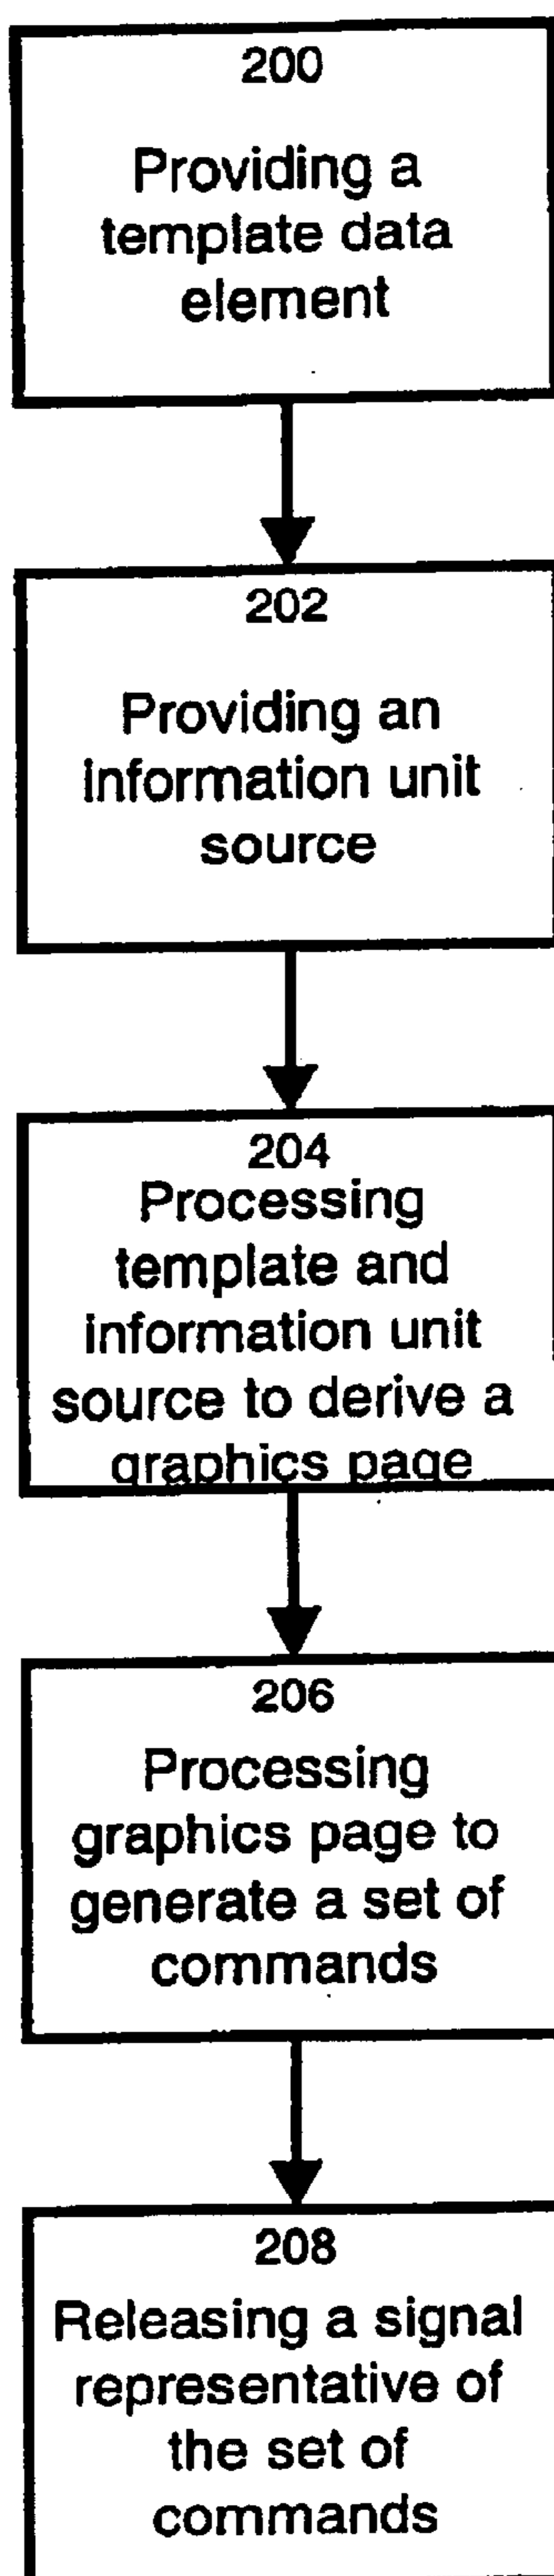 200
Providing a
template data
element
202
Providing an
information unit
source
204
Processing
template and
information unit
source to derive a
graphics page
206
Processing
graphics page to
generate a set of
commands
208
Releasing a signal
representative of
the set of
commands